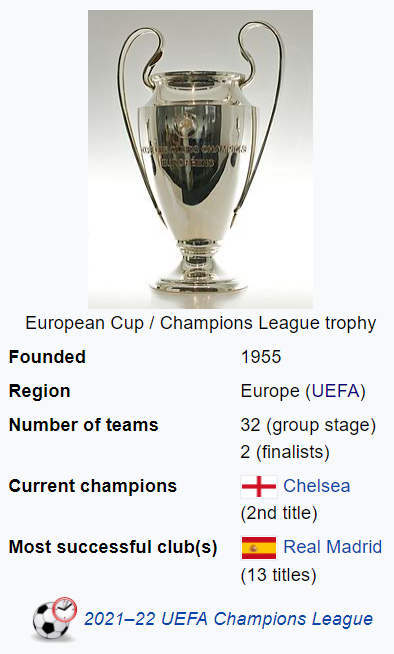 EUROPÉENS
European Cup / Champions League trophy
Founded 1955
Region Europe (UEFA)
Number of teams 32 (group stage)
2 (finalists)
Current champions Chelsea
(2nd title)
Most successful club(s) Real Madrid
(13 titles)
2021–22 UEFA Champions League